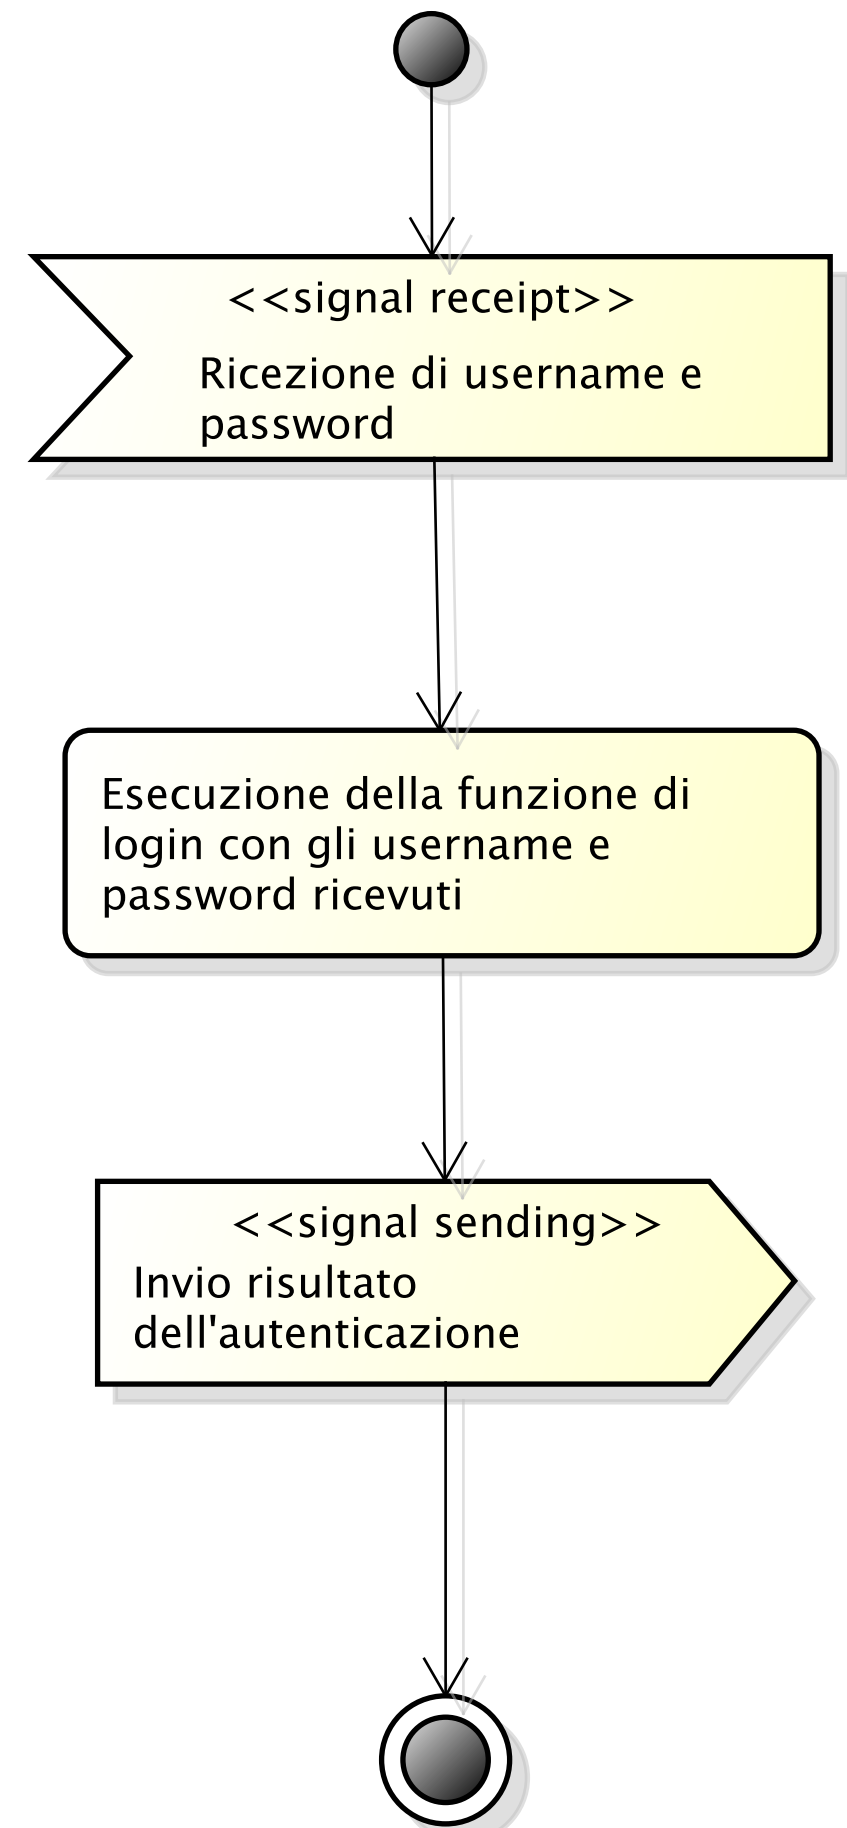 <<signal receipt>>
Ricezione di username e
password
Esecuzione della funzione di
login con gli username e
password ricevuti
<<signal sending>>
Invio risultato
dell'autenticazione